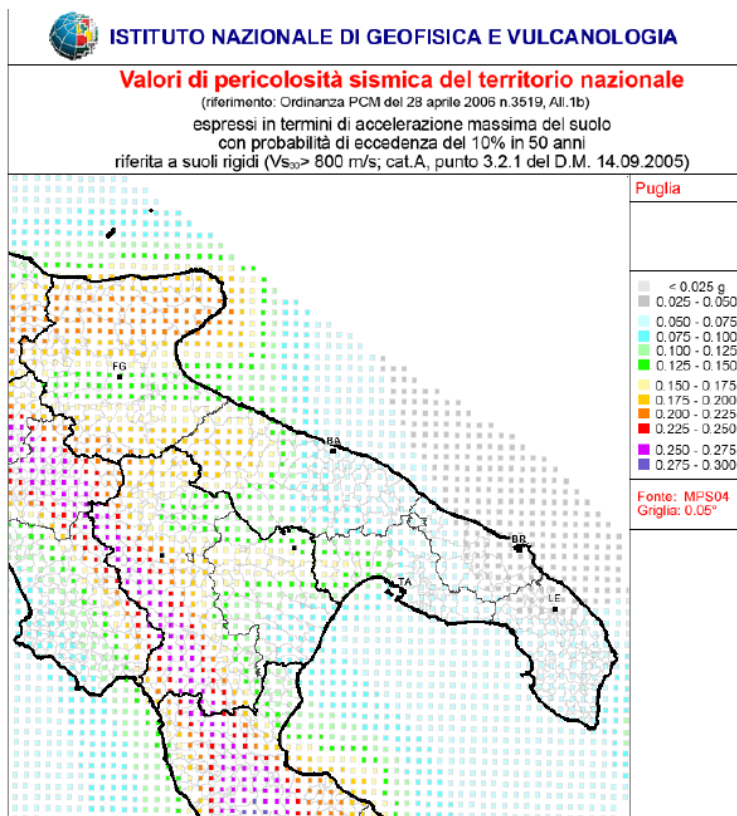 ISTITUTO NAZIONALE DI GEOFISICA E VULCANOLOGIA
Valori di pericolosità sismica del territorio nazionale
(riferimento: Ordinanza PCM del 28 aprile 2006 n.3519, All.1b)
espressi in termini di accelerazione massima del suolo
con probabilità di eccedenza del 10% in 50 anni
riferita a suoli rigidi (Vs₃₀> 800 m/s; cat.A, punto 3.2.1 del D.M. 14.09.2005)
Puglia
< 0.025 g
0.025 - 0.050
0.050 - 0.075
0.075 - 0.100
0.100 - 0.125
0.125 - 0.150
0.150 - 0.175
0.175 - 0.200
0.200 - 0.225
0.225 - 0.250
0.250 - 0.275
0.275 - 0.300
Fonte: MPS04
Griglia: 0.05°
FG
BA
BR
TA
LE